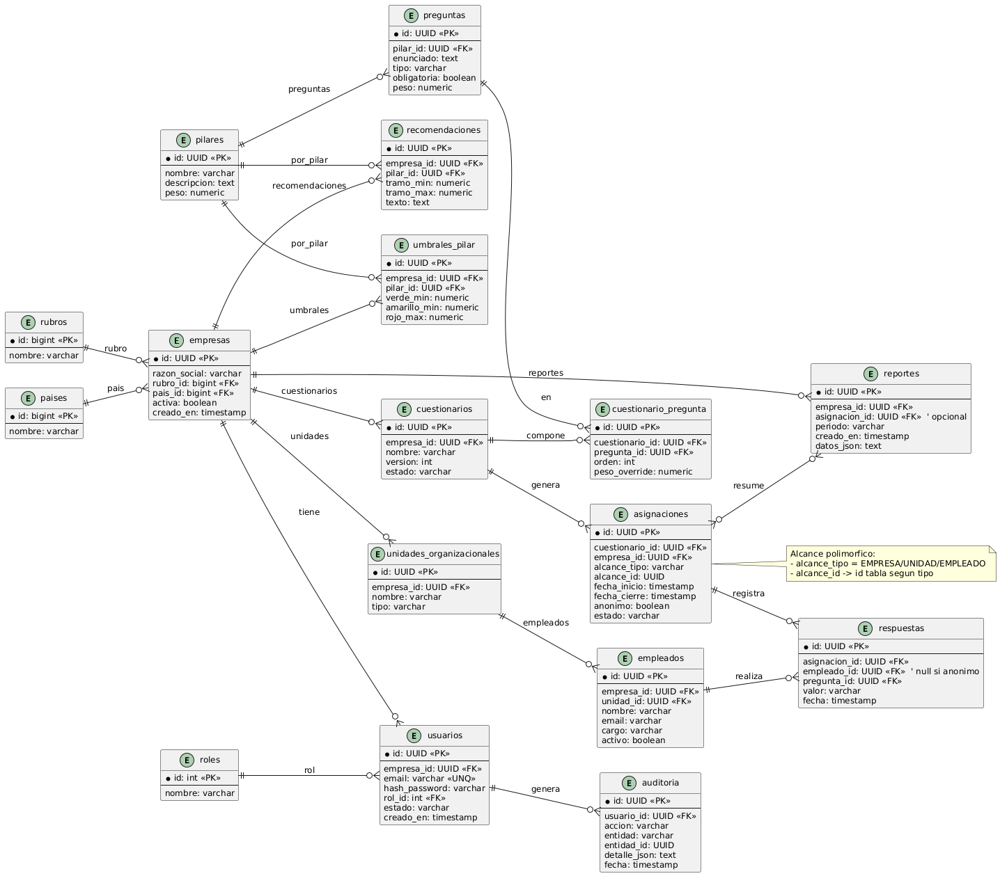 E preguntas
id: UUID «PK»
pilar_id: UUID «FK»
enunciado: text
tipo: varchar
obligatoria: boolean
peso: numeric
preguntas
E pilares
id: UUID «PK»
nombre: varchar
descripcion: text
peso: numeric
por_pilar
recomendaciones
E recomendaciones
id: UUID «PK»
empresa_id: UUID «FK»
pilar_id: UUID «FK»
tramo_min: numeric
tramo_max: numeric
texto: text
por_pilar
umbrales
E umbrales_pilar
id: UUID «PK»
empresa_id: UUID «FK»
pilar_id: UUID «FK»
verde_min: numeric
amarillo_min: numeric
rojo_max: numeric
E rubros
id: bigint «PK»
nombre: varchar
rubro
E paises
id: bigint «PK»
nombre: varchar
pais
E empresas
id: UUID «PK»
razon_social: varchar
rubro_id: bigint «FK»
pais_id: bigint «FK»
activa: boolean
creado_en: timestamp
reportes
cuestionarios
unidades
tiene
E cuestionarios
id: UUID «PK»
empresa_id: UUID «FK»
nombre: varchar
version: int
estado: varchar
en
compone
genera
E cuestionario_pregunta
id: UUID «PK»
cuestionario_id: UUID «FK»
pregunta_id: UUID «FK»
orden: int
peso_override: numeric
E reportes
id: UUID «PK»
empresa_id: UUID «FK»
asignacion_id: UUID «FK»  ' opcional
periodo: varchar
creado_en: timestamp
datos_json: text
resume
E asignaciones
id: UUID «PK»
cuestionario_id: UUID «FK»
empresa_id: UUID «FK»
alcance_tipo: varchar
alcance_id: UUID
fecha_inicio: timestamp
fecha_cierre: timestamp
anonimo: boolean
estado: varchar
Alcance polimorfico:
- alcance_tipo = EMPRESA/UNIDAD/EMPLEADO
- alcance_id -> id tabla segun tipo
registra
E unidades_organizacionales
id: UUID «PK»
empresa_id: UUID «FK»
nombre: varchar
tipo: varchar
empleados
E empleados
id: UUID «PK»
empresa_id: UUID «FK»
unidad_id: UUID «FK»
nombre: varchar
email: varchar
cargo: varchar
activo: boolean
realiza
E respuestas
id: UUID «PK»
asignacion_id: UUID «FK»
empleado_id: UUID «FK»  ' null si anonimo
pregunta_id: UUID «FK»
valor: varchar
fecha: timestamp
E roles
id: int «PK»
nombre: varchar
rol
E usuarios
id: UUID «PK»
empresa_id: UUID «FK»
email: varchar «UNQ»
hash_password: varchar
rol_id: int «FK»
estado: varchar
creado_en: timestamp
genera
E auditoria
id: UUID «PK»
usuario_id: UUID «FK»
accion: varchar
entidad: varchar
entidad_id: UUID
detalle_json: text
fecha: timestamp